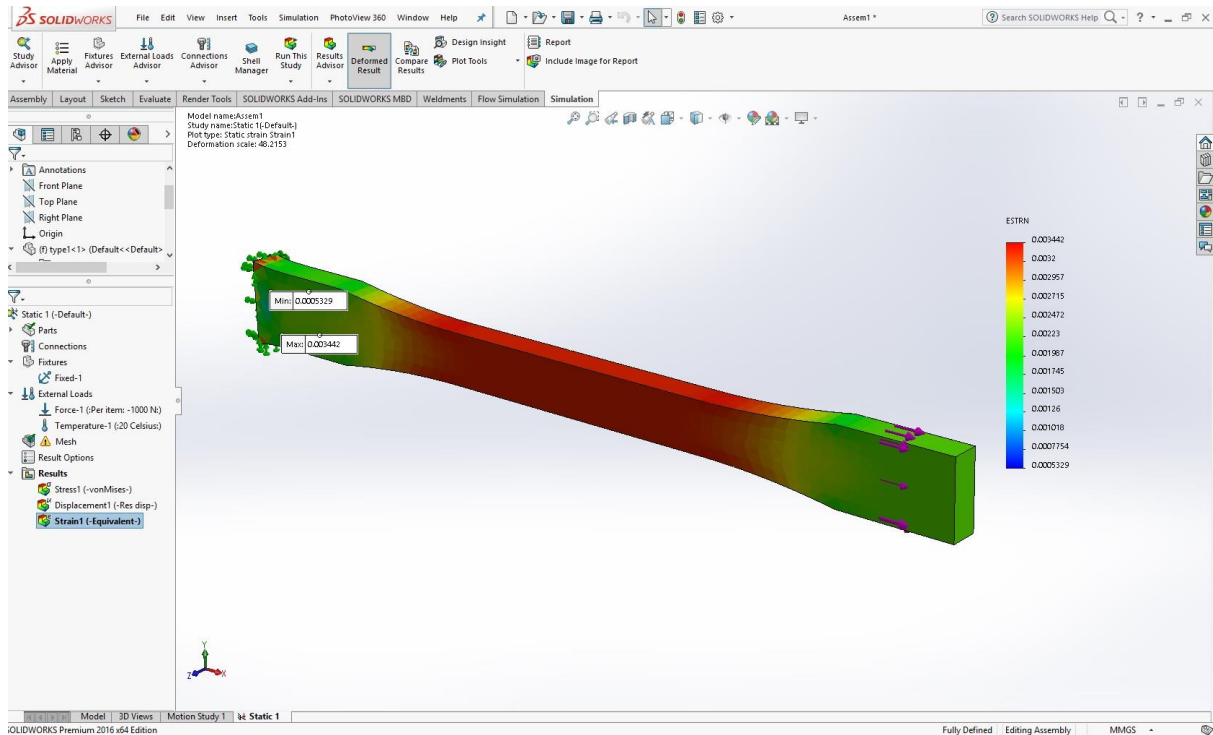 SOLIDWORKS File Edit View Insert Tools Simulation PhotoView 360 Window Help Assem1 * Search SOLIDWORKS Help
Study Advisor
Apply Material
Fixtures Advisor
External Loads Advisor
Connections Advisor
Shell Manager
Run This Study
Results Advisor
Deformed Result
Compare Results
Design Insight
Plot Tools
Report
Include Image for Report
Assembly Layout Sketch Evaluate Render Tools SOLIDWORKS Add-Ins SOLIDWORKS MBD Weldments Flow Simulation Simulation
Model name:Assem1
Study name:Static 1(-Default-)
Plot type: Static strain Strain1
Deformation scale: 48.2153
Annotations
Front Plane
Top Plane
Right Plane
Origin
(f) type1<1> (Default<<Default>
Static 1 (-Default-)
Parts
Connections
Fixtures
Fixed-1
External Loads
Force-1 (:Per item: -1000 N:)
Temperature-1 (:20 Celsius:)
Mesh
Result Options
Results
Stress1 (-vonMises-)
Displacement1 (-Res disp-)
Strain1 (-Equivalent-)
Min: 0.0005329
Max: 0.003442
ESTRN
0.003442
0.0032
0.002957
0.002715
0.002472
0.00223
0.001987
0.001745
0.001503
0.00126
0.001018
0.0007754
0.0005329
Y
Z X
Model 3D Views Motion Study 1 Static 1
SOLIDWORKS Premium 2016 x64 Edition Fully Defined Editing Assembly MMGS